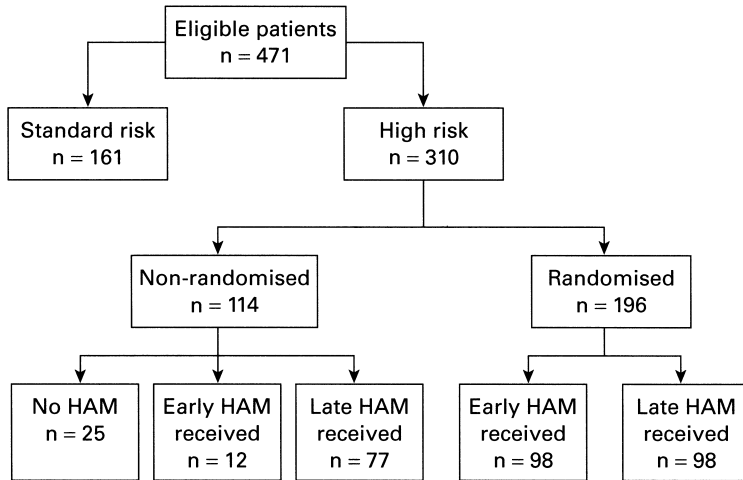 Eligible patients
n = 471
Standard risk
n = 161
High risk
n = 310
Non-randomised
n = 114
Randomised
n = 196
No HAM
n = 25
Early HAM
received
n = 12
Late HAM
received
n = 77
Early HAM
received
n = 98
Late HAM
received
n = 98